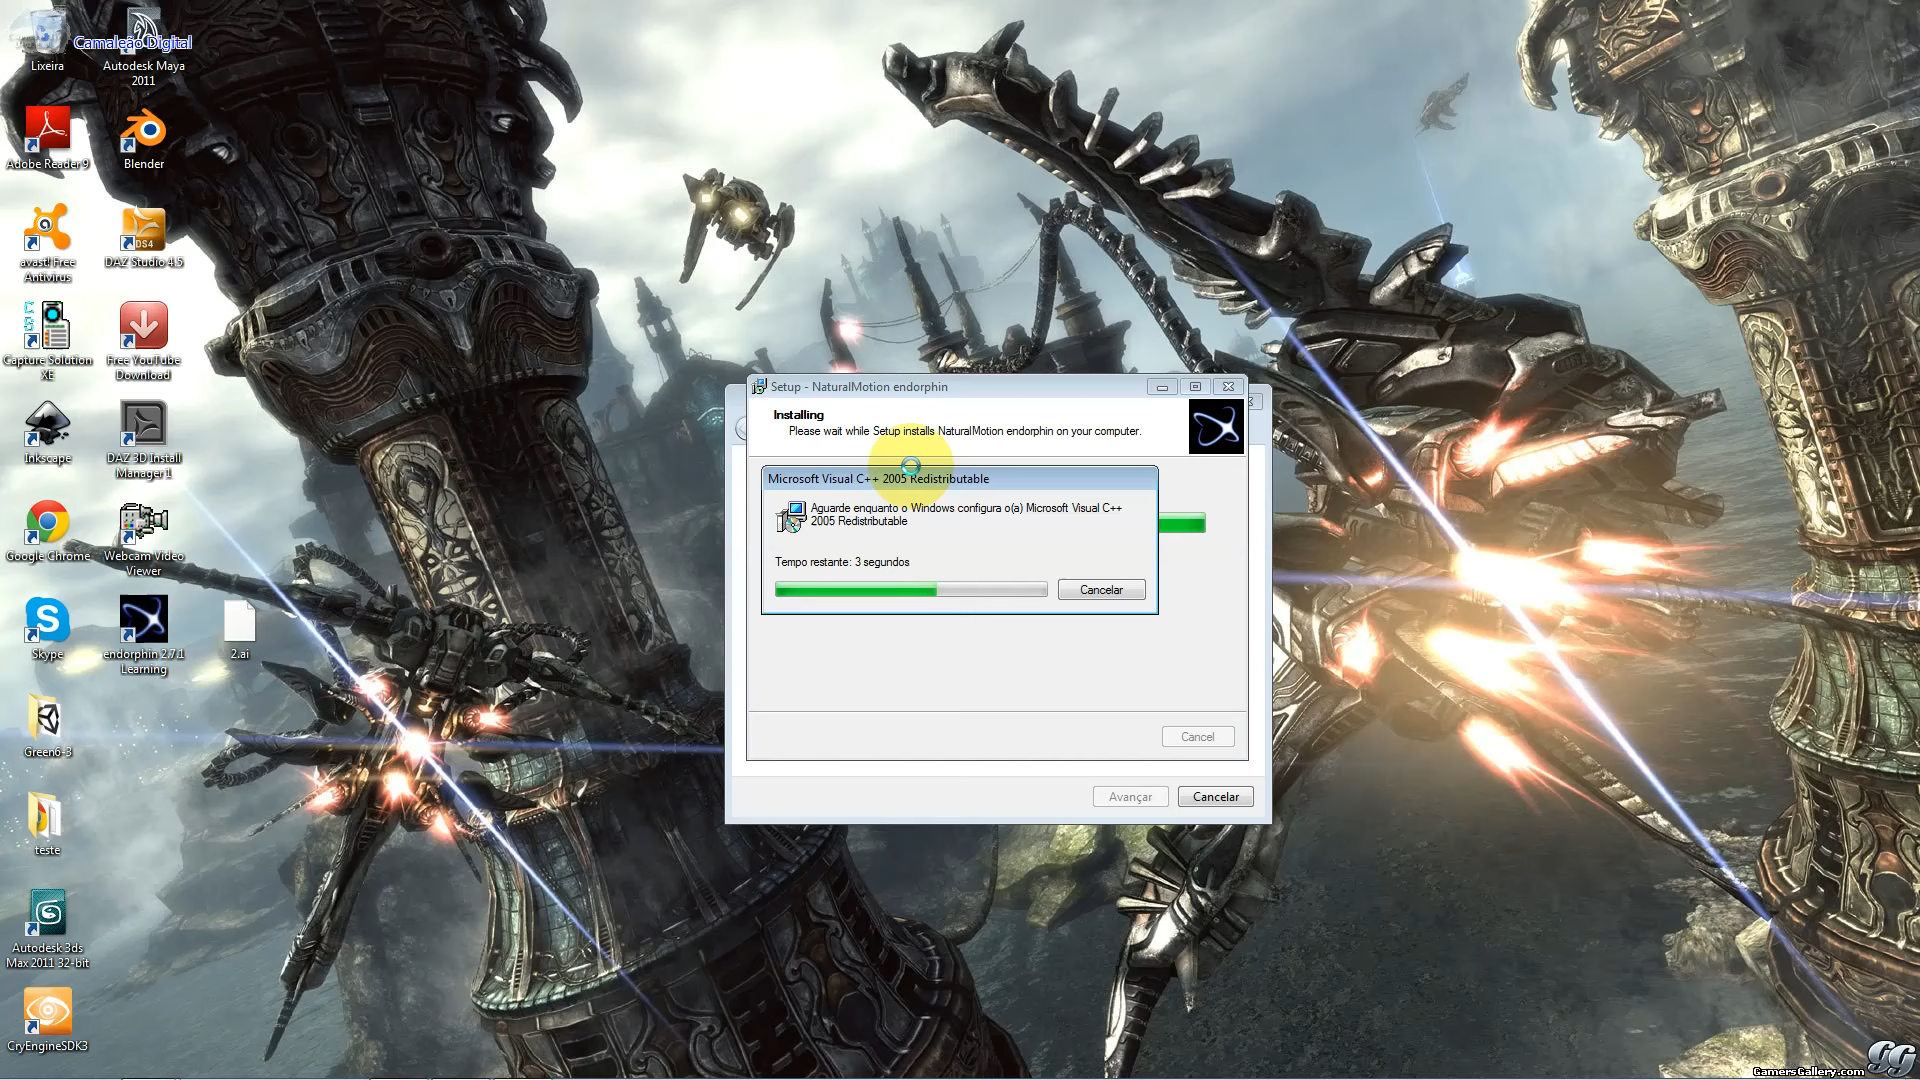 Camaleão Digital
Lixeira
Autodesk Maya
2011
Adobe Reader 9
Blender
avast! Free
Antivirus
DAZ Studio 4.5
DS4
Capture Solution
XE
Free YouTube
Download
Inkscape
DAZ 3D Install
Manager 1
Google Chrome
Webcam Video
Viewer
Skype
endorphin 2.7.1
Learning
2.ai
Green6-3
teste
Autodesk 3ds
Max 2011 32-bit
CryEngineSDK3
Setup - NaturalMotion endorphin
Installing
Please wait while Setup installs NaturalMotion endorphin on your computer.
Microsoft Visual C++ 2005 Redistributable
Aguarde enquanto o Windows configura o(a) Microsoft Visual C++
2005 Redistributable
Tempo restante: 3 segundos
Cancelar
Cancel
Avançar
Cancelar
GG
GamersGallery.com